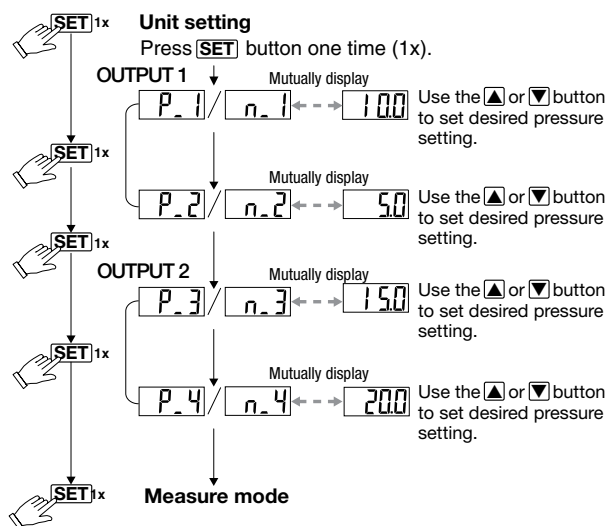 SET 1x Unit setting
Press SET button one time (1x).
OUTPUT 1 Mutually display
P_1 / n_1 10.0 Use the ▲ or ▼ button
to set desired pressure
setting.
SET 1x
Mutually display
P_2 / n_2 5.0 Use the ▲ or ▼ button
to set desired pressure
setting.
SET 1x
OUTPUT 2 Mutually display
P_3 / n_3 15.0 Use the ▲ or ▼ button
to set desired pressure
setting.
SET 1x
Mutually display
P_4 / n_4 20.0 Use the ▲ or ▼ button
to set desired pressure
setting.
SET 1x Measure mode